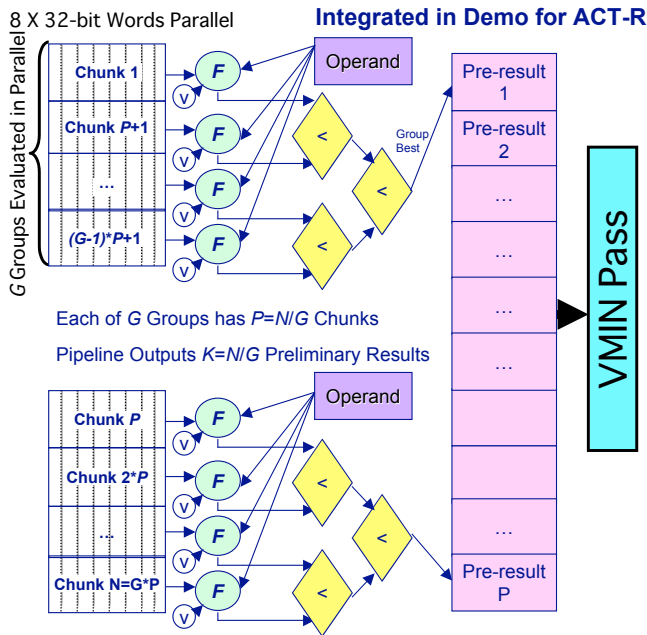 8 X 32-bit Words Parallel
Integrated in Demo for ACT-R
G Groups Evaluated in Parallel
Chunk 1
Chunk P+1
...
(G-1)*P+1
F
F
F
F
V
V
V
V
Operand
<
<
<
Group
Best
Pre-result
1
Pre-result
2
...
...
...
...
...
Pre-result
P
VMIN Pass
Each of G Groups has P=N/G Chunks
Pipeline Outputs K=N/G Preliminary Results
Chunk P
Chunk 2*P
...
Chunk N=G*P
F
F
F
F
V
V
V
V
Operand
<
<
<